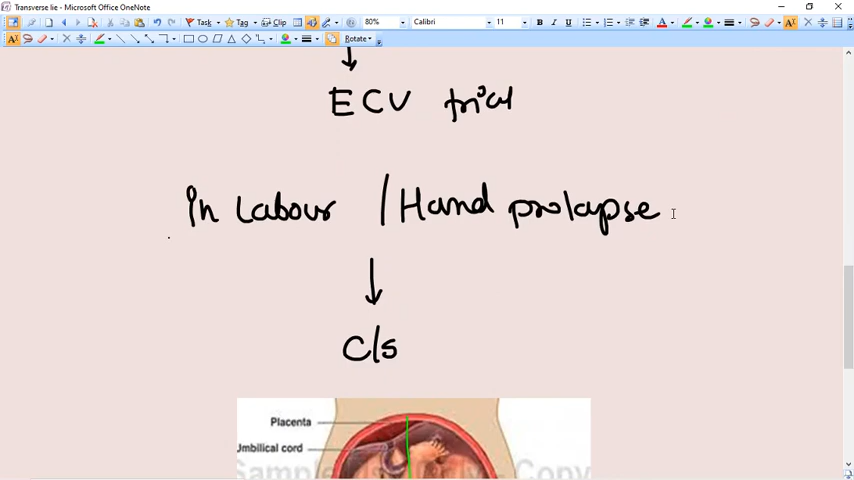 Transverse lie - Microsoft OneNote
Task Tag Clip 80% Calibri 11 B I U
Rotate
ECV trial
In Labour / Hand prolapse
C/s
Placenta
Umbilical cord